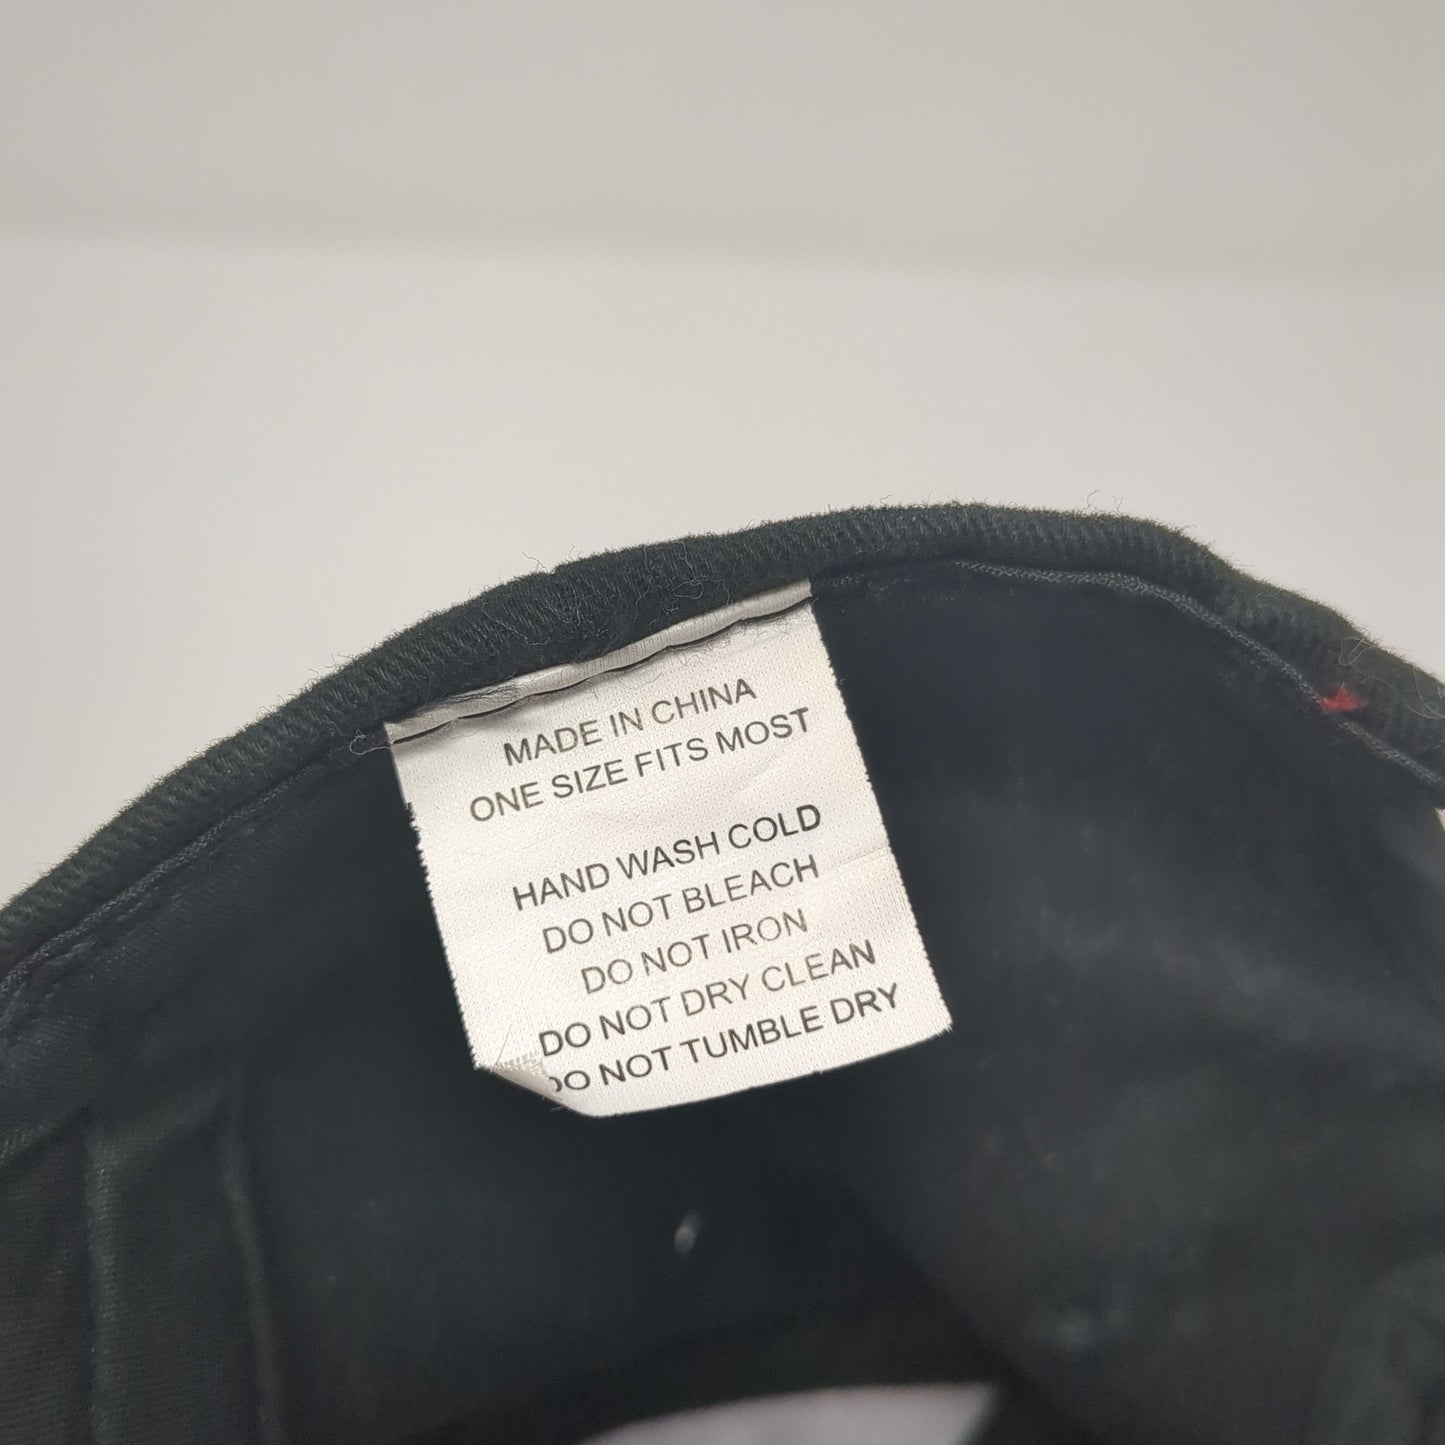 MADE IN CHINA
ONE SIZE FITS MOST
HAND WASH COLD
DO NOT BLEACH
DO NOT IRON
DO NOT DRY CLEAN
DO NOT TUMBLE DRY